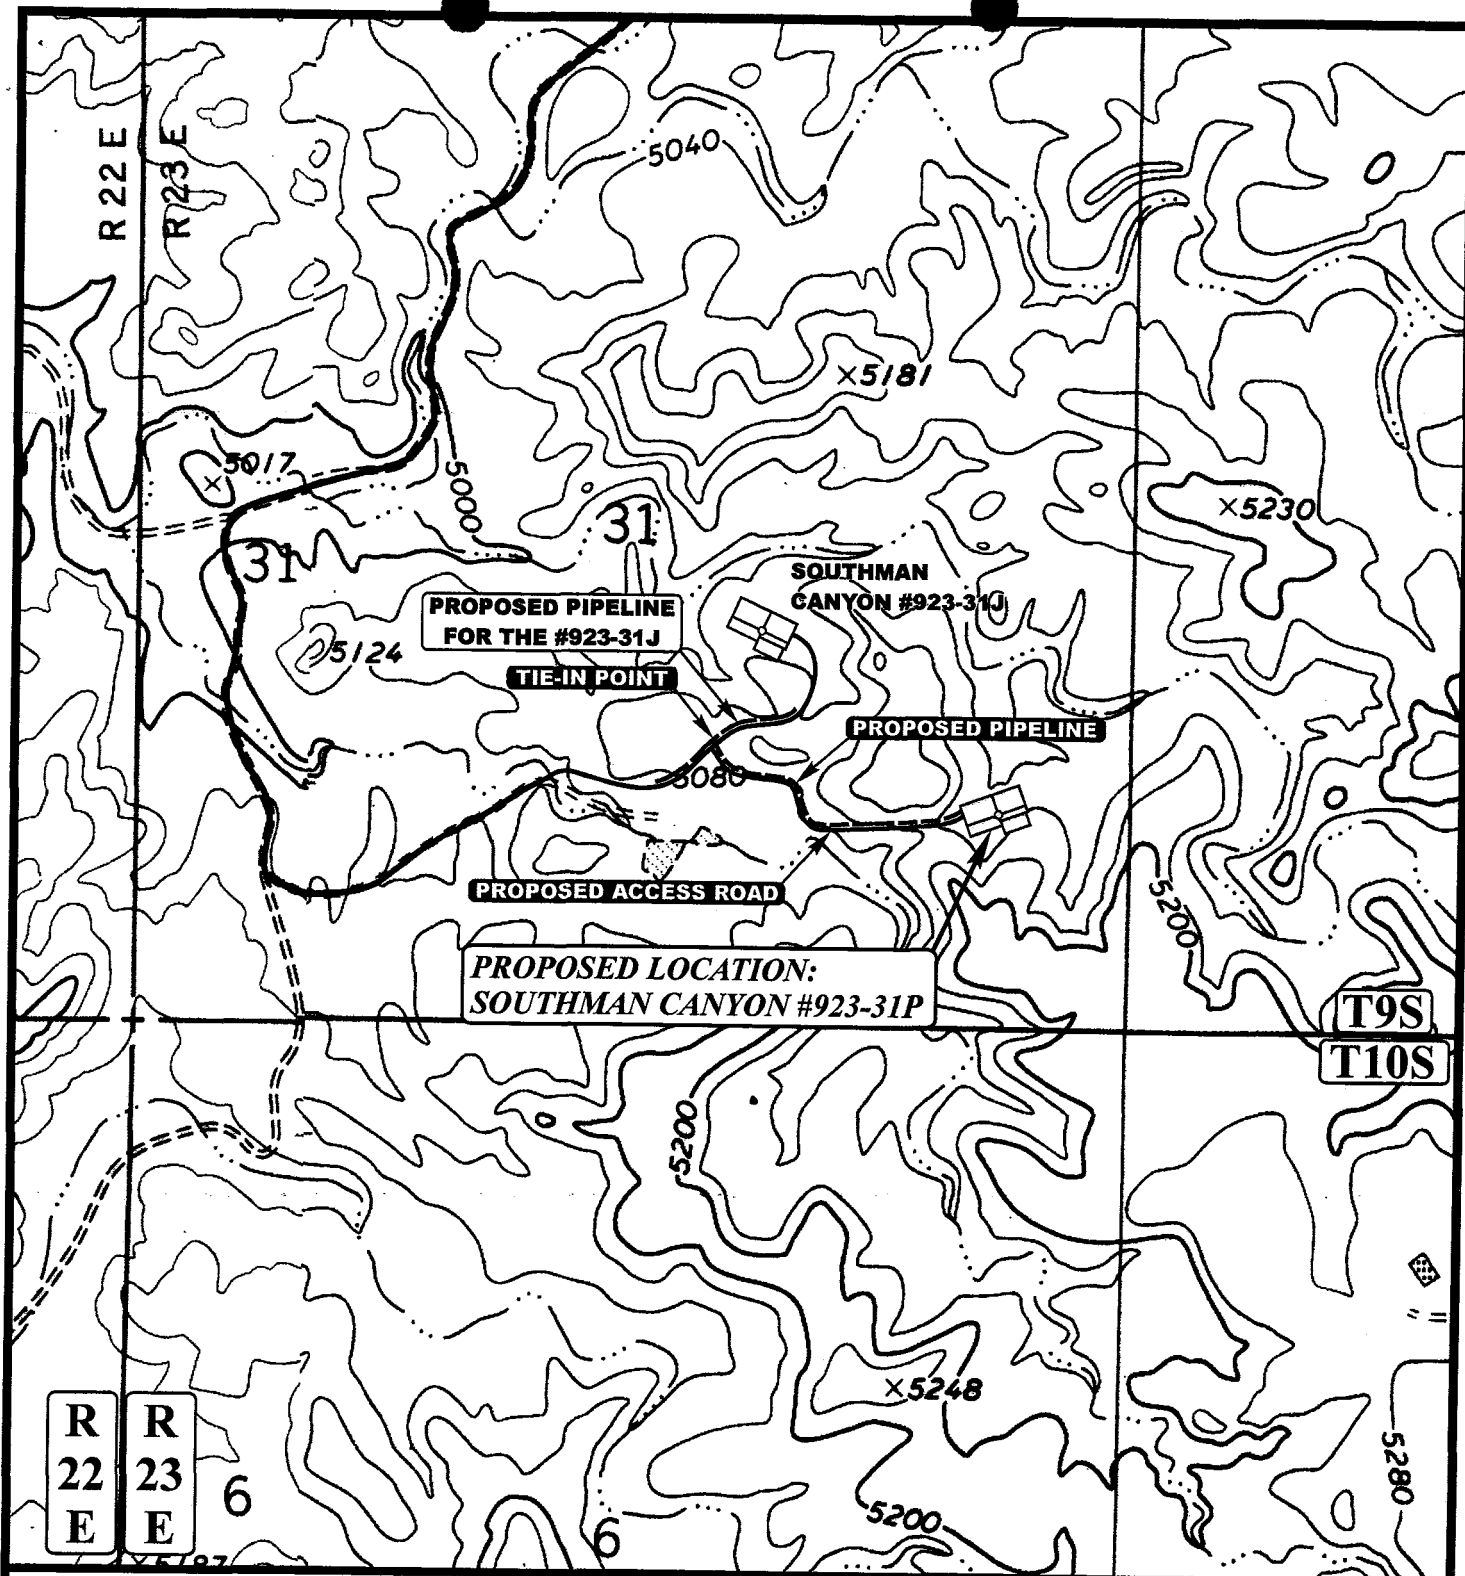 R 22 E
R 23 E
5040
×5181
5017
5000
×5230
31
31
SOUTHMAN
CANYON #923-31J
PROPOSED PIPELINE
FOR THE #923-31J
5124
TIE-IN POINT
PROPOSED PIPELINE
5080
PROPOSED ACCESS ROAD
5200
PROPOSED LOCATION:
SOUTHMAN CANYON #923-31P
T9S
T10S
5200
×5248
R
22
E
R
23
E
6
5280
5200
6
×5187